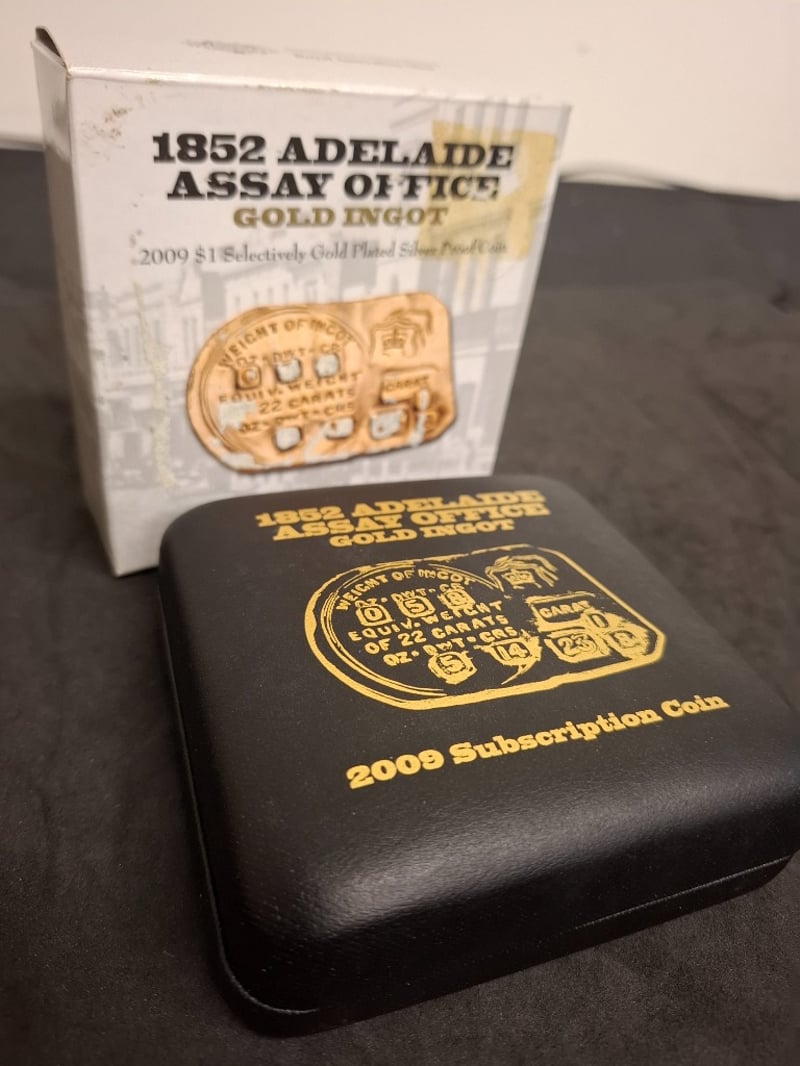 1852 ADELAIDE
ASSAY OFFICE
GOLD INGOT
2009 $1 Selectively Gold Plated Silver Proof Coin
WEIGHT OF INGOT
OZ • DWT • GRS
EQUIV. WEIGHT
22 CARATS
OZ • DWT • GRS
CARAT
1852 ADELAIDE
ASSAY OFFICE
GOLD INGOT
WEIGHT OF INGOT
OZ • DWT • GRS
0 5 8
EQUIV. WEIGHT
OF 22 CARATS
OZ • DWT • GRS
5 14
CARAT
23
2009 Subscription Coin